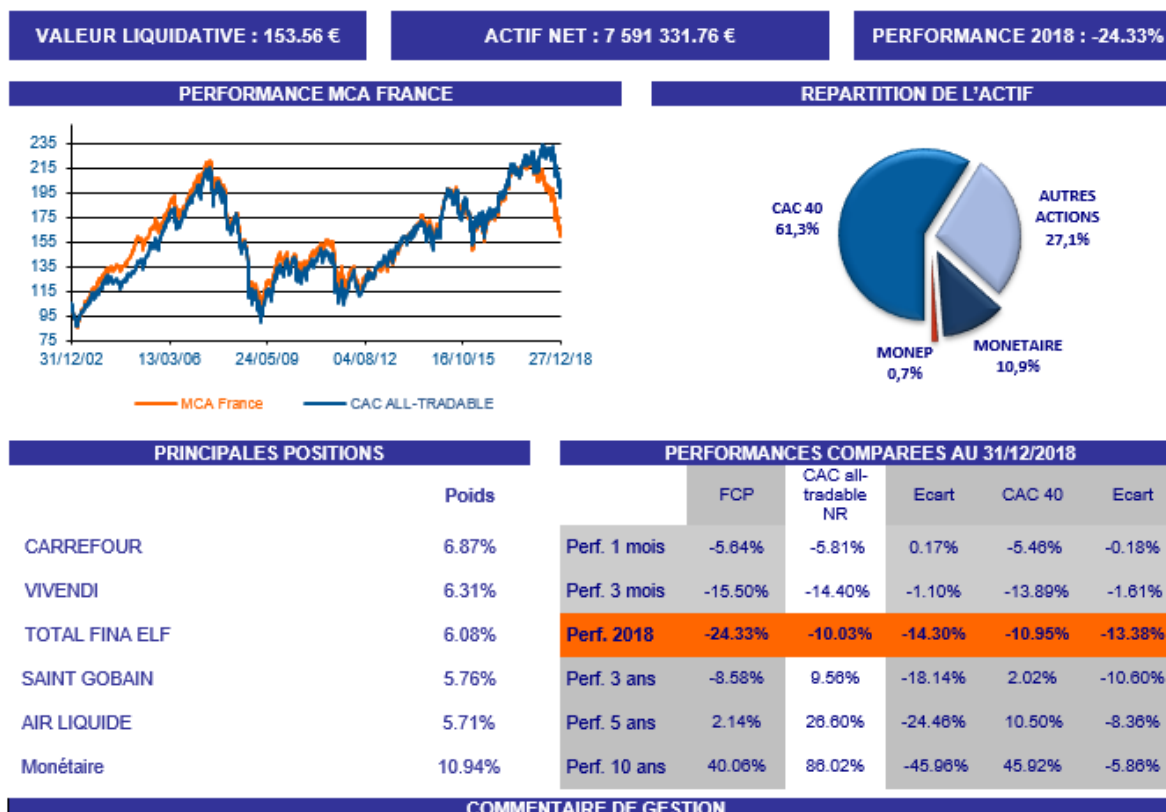 VALEUR LIQUIDATIVE : 153.56 €
ACTIF NET : 7 591 331.76 €
PERFORMANCE 2018 : -24.33%
PERFORMANCE MCA FRANCE
235
215
195
175
155
135
115
95
75
31/12/02 13/03/06 24/05/09 04/08/12 16/10/15 27/12/18
MCA France CAC ALL-TRADABLE
REPARTITION DE L'ACTIF
CAC 40
61,3%
AUTRES
ACTIONS
27,1%
MONETAIRE
10,9%
MONEP
0,7%
PRINCIPALES POSITIONS
Poids
CARREFOUR 6.87%
VIVENDI 6.31%
TOTAL FINA ELF 6.08%
SAINT GOBAIN 5.76%
AIR LIQUIDE 5.71%
Monétaire 10.94%
PERFORMANCES COMPAREES AU 31/12/2018
FCP CAC all-
tradable
NR Ecart CAC 40 Ecart
Perf. 1 mois -5.64% -5.81% 0.17% -5.46% -0.18%
Perf. 3 mois -15.50% -14.40% -1.10% -13.89% -1.61%
Perf. 2018 -24.33% -10.03% -14.30% -10.95% -13.38%
Perf. 3 ans -8.58% 9.56% -18.14% 2.02% -10.60%
Perf. 5 ans 2.14% 26.60% -24.46% 10.50% -8.36%
Perf. 10 ans 40.06% 86.02% -45.96% 45.92% -5.86%
COMMENTAIRE DE GESTION